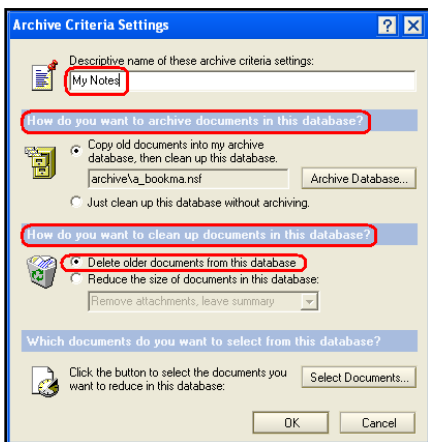 Archive Criteria Settings
Descriptive name of these archive criteria settings:
My Notes
How do you want to archive documents in this database?
Copy old documents into my archive
database, then clean up this database.
archive\a_bookma.nsf
Archive Database...
Just clean up this database without archiving.
How do you want to clean up documents in this database?
Delete older documents from this database
Reduce the size of documents in this database:
Remove attachments, leave summary
Which documents do you want to select from this database?
Click the button to select the documents you
want to reduce in this database:
Select Documents...
OK
Cancel